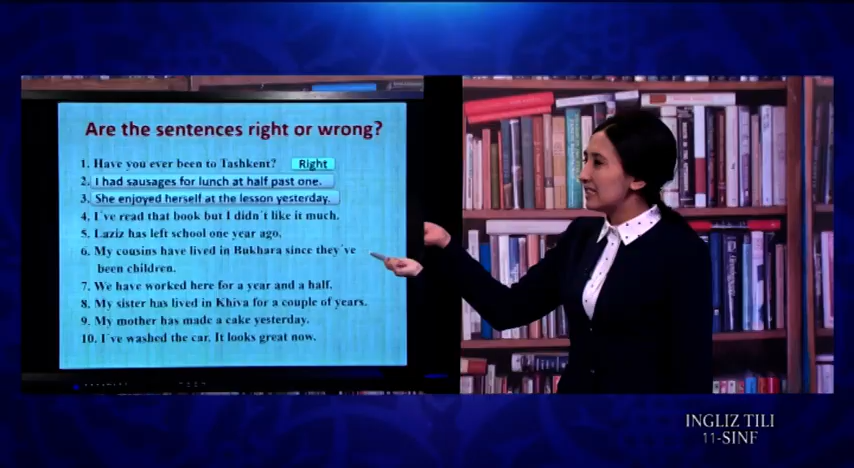 Are the sentences right or wrong?
1. Have you ever been to Tashkent? Right
2. I had sausages for lunch at half past one.
3. She enjoyed herself at the lesson yesterday.
4. I`ve read that book but I didn`t like it much.
5. Laziz has left school one year ago.
6. My cousins have lived in Bukhara since they`ve
been children.
7. We have worked here for a year and a half.
8. My sister has lived in Khiva for a couple of years.
9. My mother has made a cake yesterday.
10. I`ve washed the car. It looks great now.
INGLIZ TILI
11-SINF